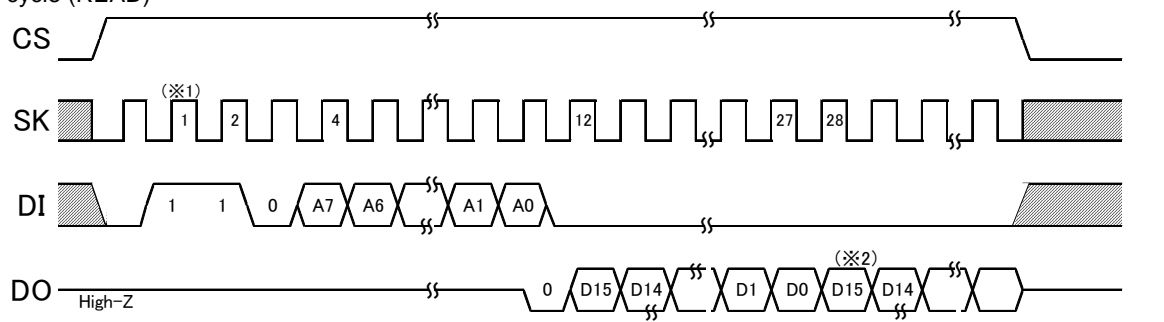 cycle (READ)
CS
(※1)
SK 1 2 4 12 27 28
DI 1 1 0 A7 A6 A1 A0
(※2)
DO High-Z 0 D15 D14 D1 D0 D15 D14